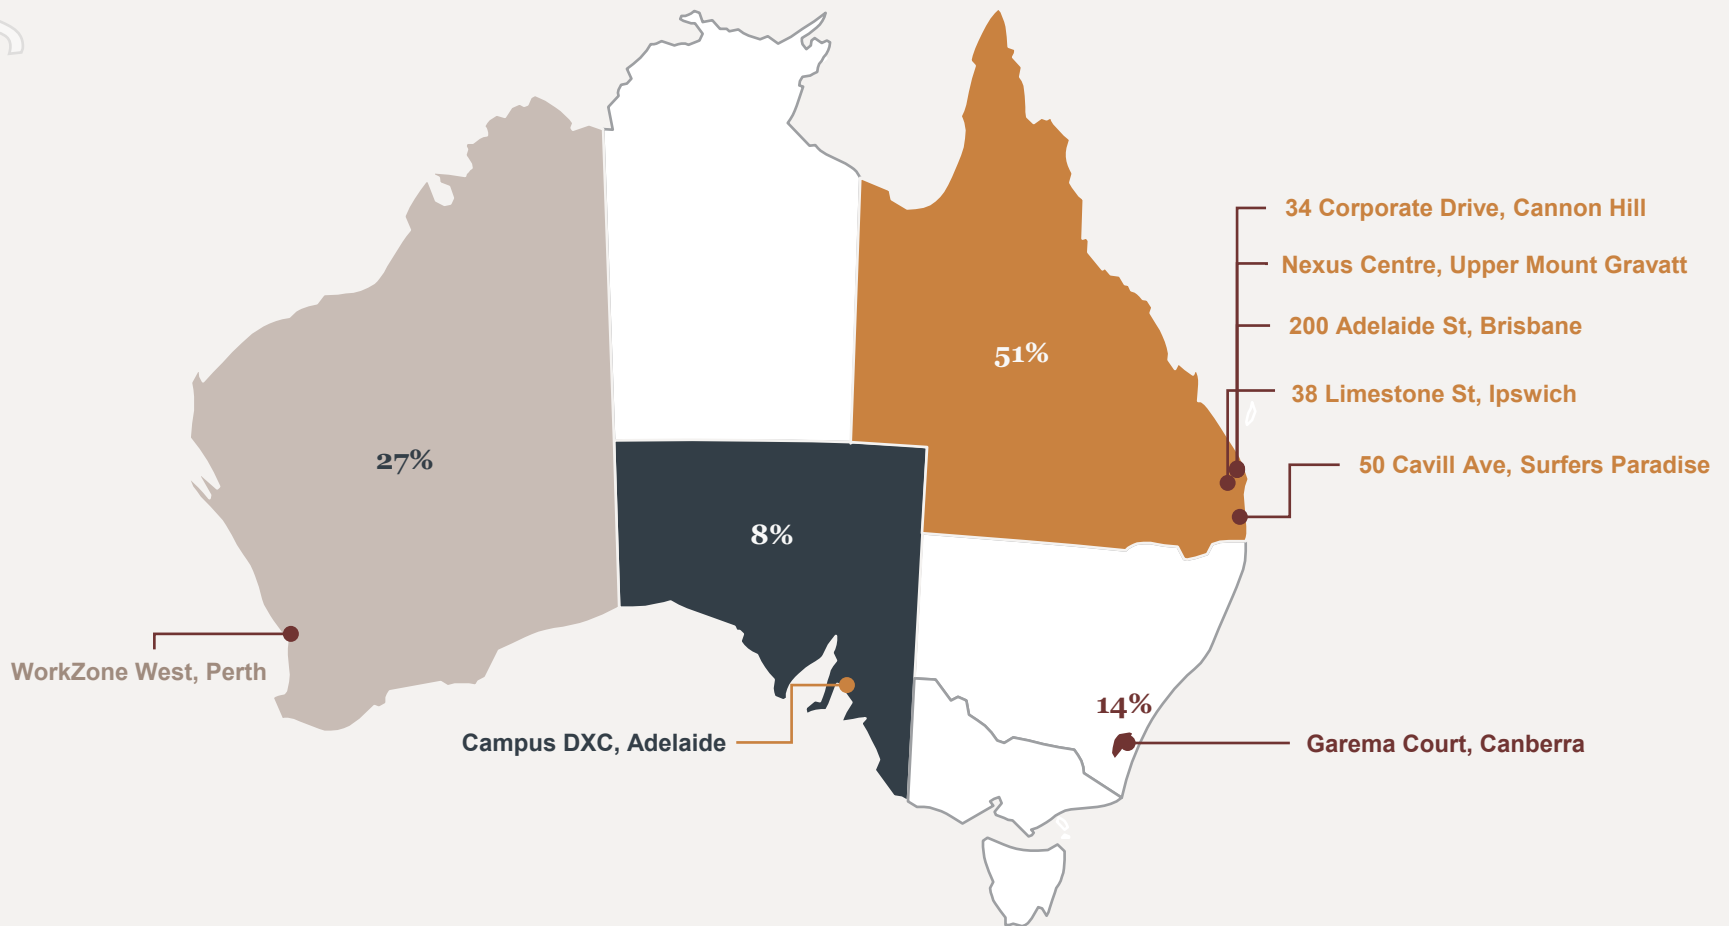 34 Corporate Drive, Cannon Hill
Nexus Centre, Upper Mount Gravatt
200 Adelaide St, Brisbane
51%
38 Limestone St, Ipswich
27%
50 Cavill Ave, Surfers Paradise
8%
WorkZone West, Perth
14%
Campus DXC, Adelaide
Garema Court, Canberra